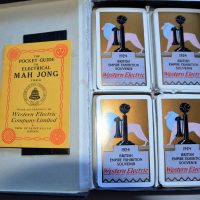 THE
POCKET GUIDE
TO
ELECTRICAL
MAH JONG
1924
Western Electric
Company Limited
1924
BRITISH
EMPIRE EXHIBITION
SOUVENIR
Western Electric
1924
BRITISH
EMPIRE EXHIBITION
SOUVENIR
Western Electric
1924
BRITISH
EMPIRE EXHIBITION
SOUVENIR
Western Electric
1924
BRITISH
EMPIRE EXHIBITION
SOUVENIR
Western Electric